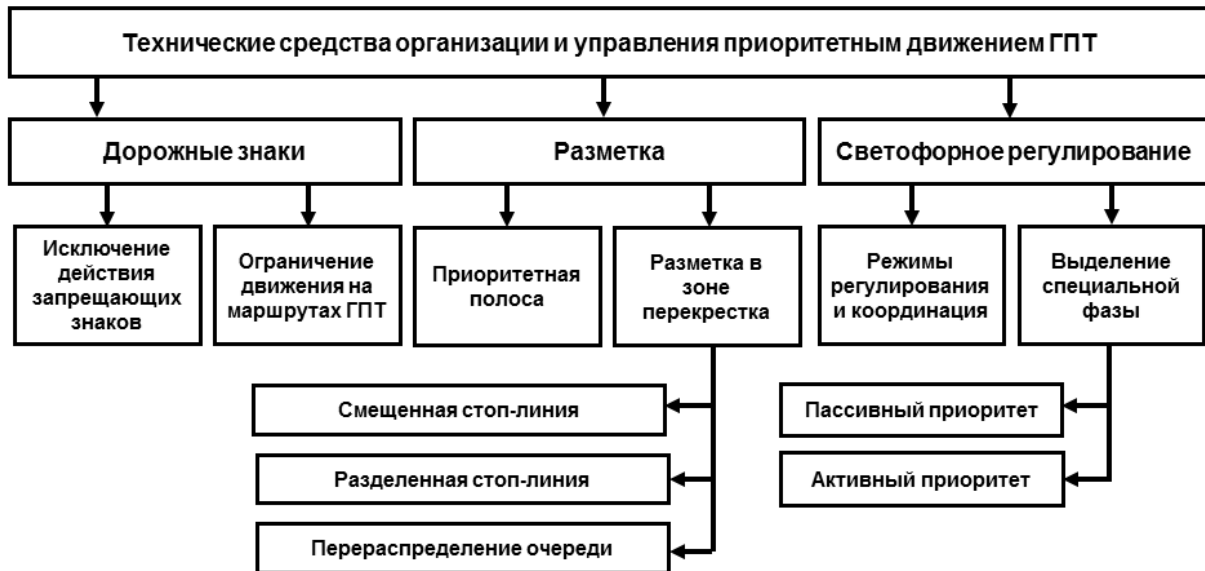 Технические средства организации и управления приоритетным движением ГПТ
Дорожные знаки
Разметка
Светофорное регулирование
Исключение
действия
запрещающих
знаков
Ограничение
движения на
маршрутах ГПТ
Приоритетная
полоса
Разметка в
зоне
перекрестка
Режимы
регулирования
и координация
Выделение
специальной
фазы
Смещенная стоп-линия
Разделенная стоп-линия
Перераспределение очереди
Пассивный приоритет
Активный приоритет